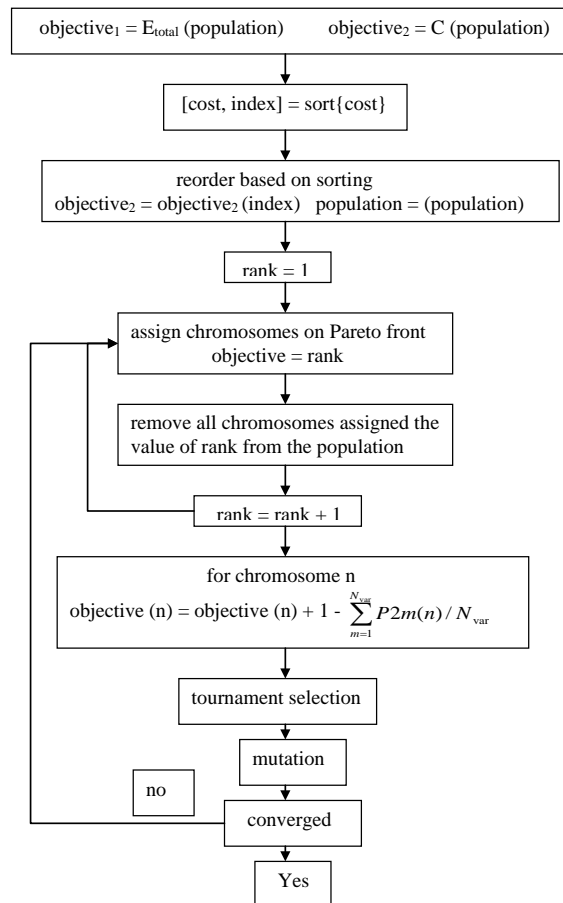 objective₁ = E_total (population) objective₂ = C (population)
[cost, index] = sort{cost}
reorder based on sorting
objective₂ = objective₂ (index) population = (population)
rank = 1
assign chromosomes on Pareto front
objective = rank
remove all chromosomes assigned the
value of rank from the population
rank = rank + 1
for chromosome n
objective (n) = objective (n) + 1 - ∑_{m=1}^{N_var} P2m(n) / N_var
tournament selection
mutation
no
converged
Yes